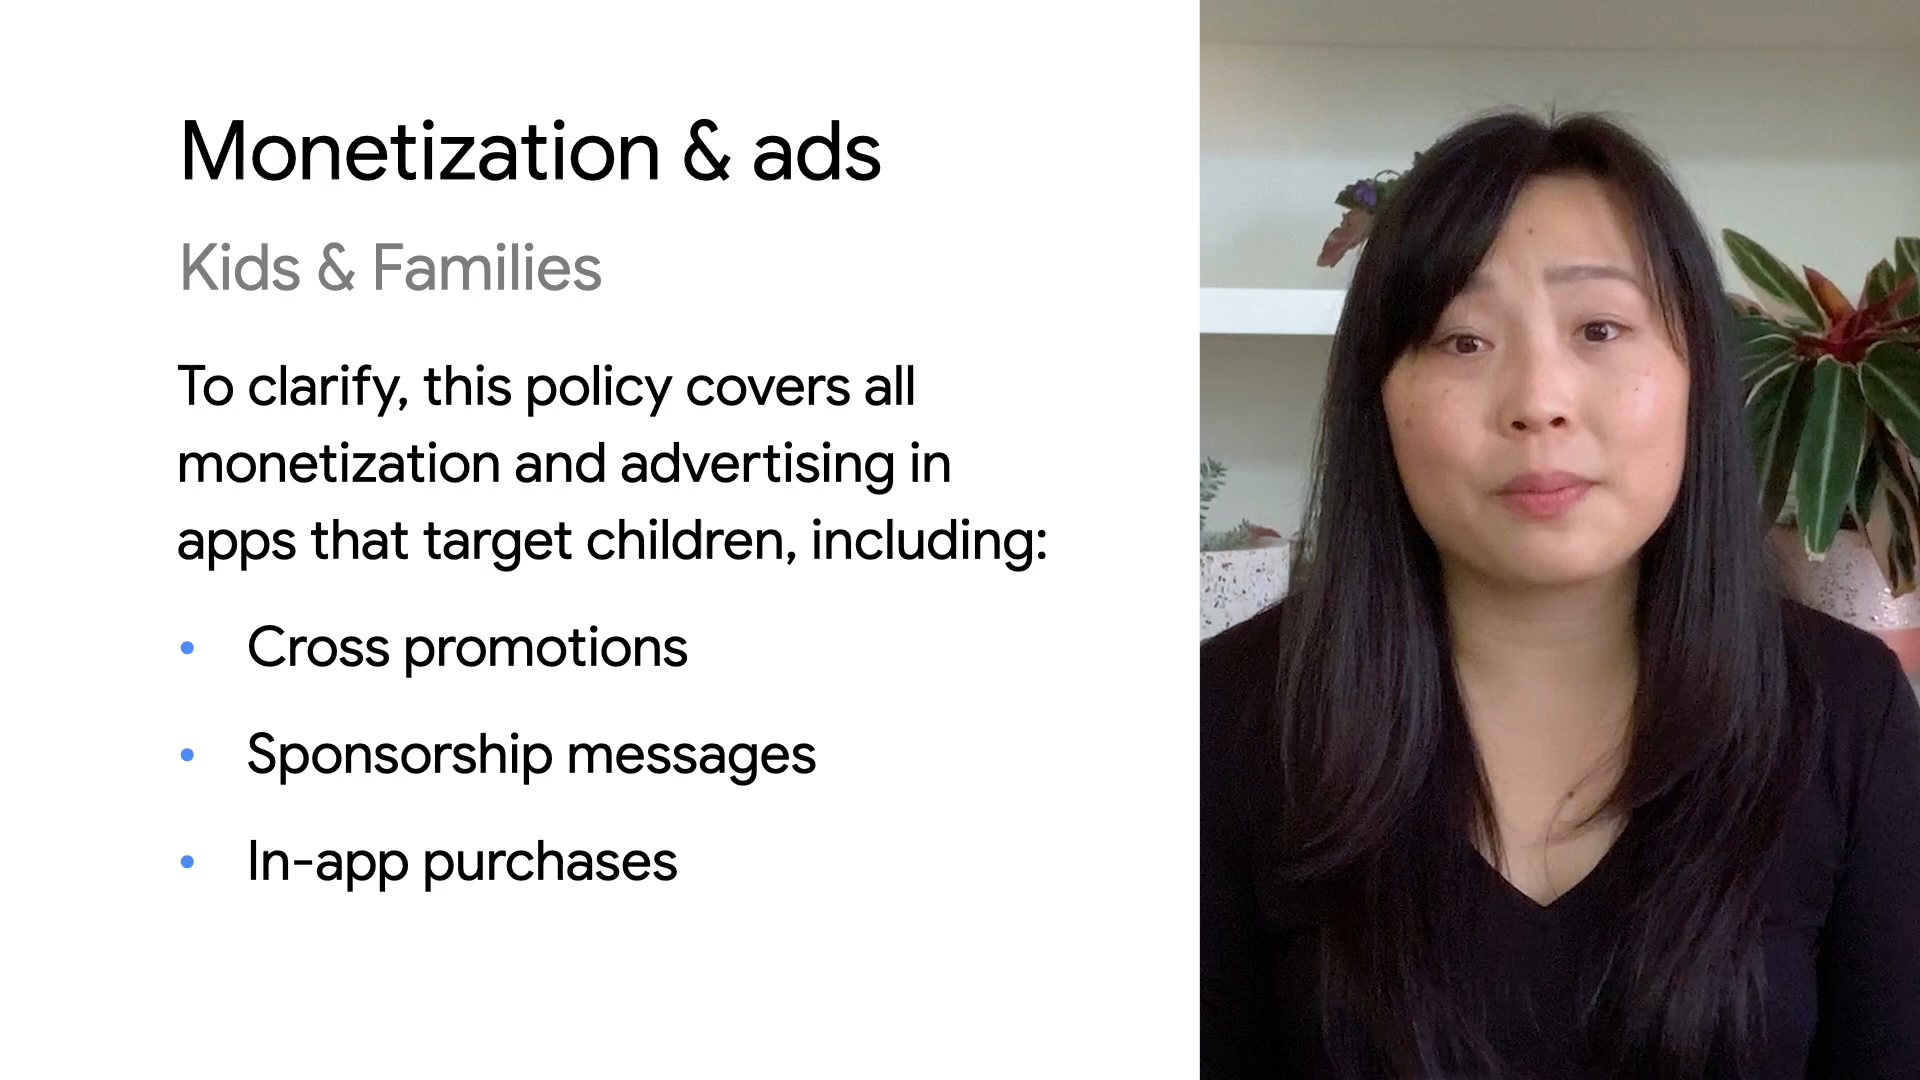 Monetization & ads
Kids & Families
To clarify, this policy covers all
monetization and advertising in
apps that target children, including:
• Cross promotions
• Sponsorship messages
• In-app purchases